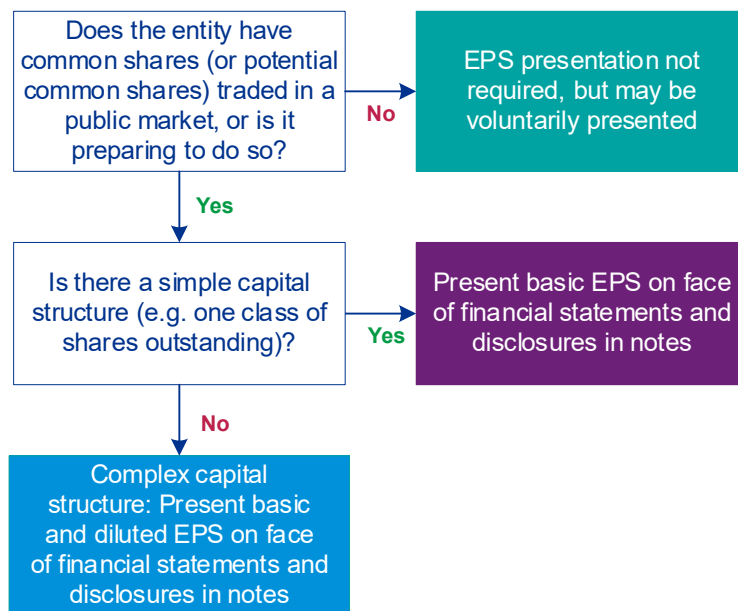 Does the entity have
common shares (or potential
common shares) traded in a
public market, or is it
preparing to do so?
No
EPS presentation not
required, but may be
voluntarily presented
Yes
Is there a simple capital
structure (e.g. one class of
shares outstanding)?
Yes
Present basic EPS on face
of financial statements and
disclosures in notes
No
Complex capital
structure: Present basic
and diluted EPS on face
of financial statements and
disclosures in notes